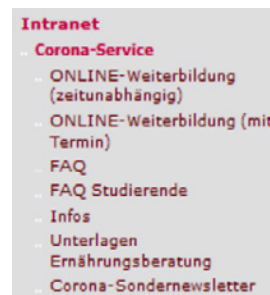 Intranet
Corona-Service
ONLINE-Weiterbildung
(zeitunabhängig)
ONLINE-Weiterbildung (mit
Termin)
FAQ
FAQ Studierende
Infos
Unterlagen
Ernährungsberatung
Corona-Sondernewsletter